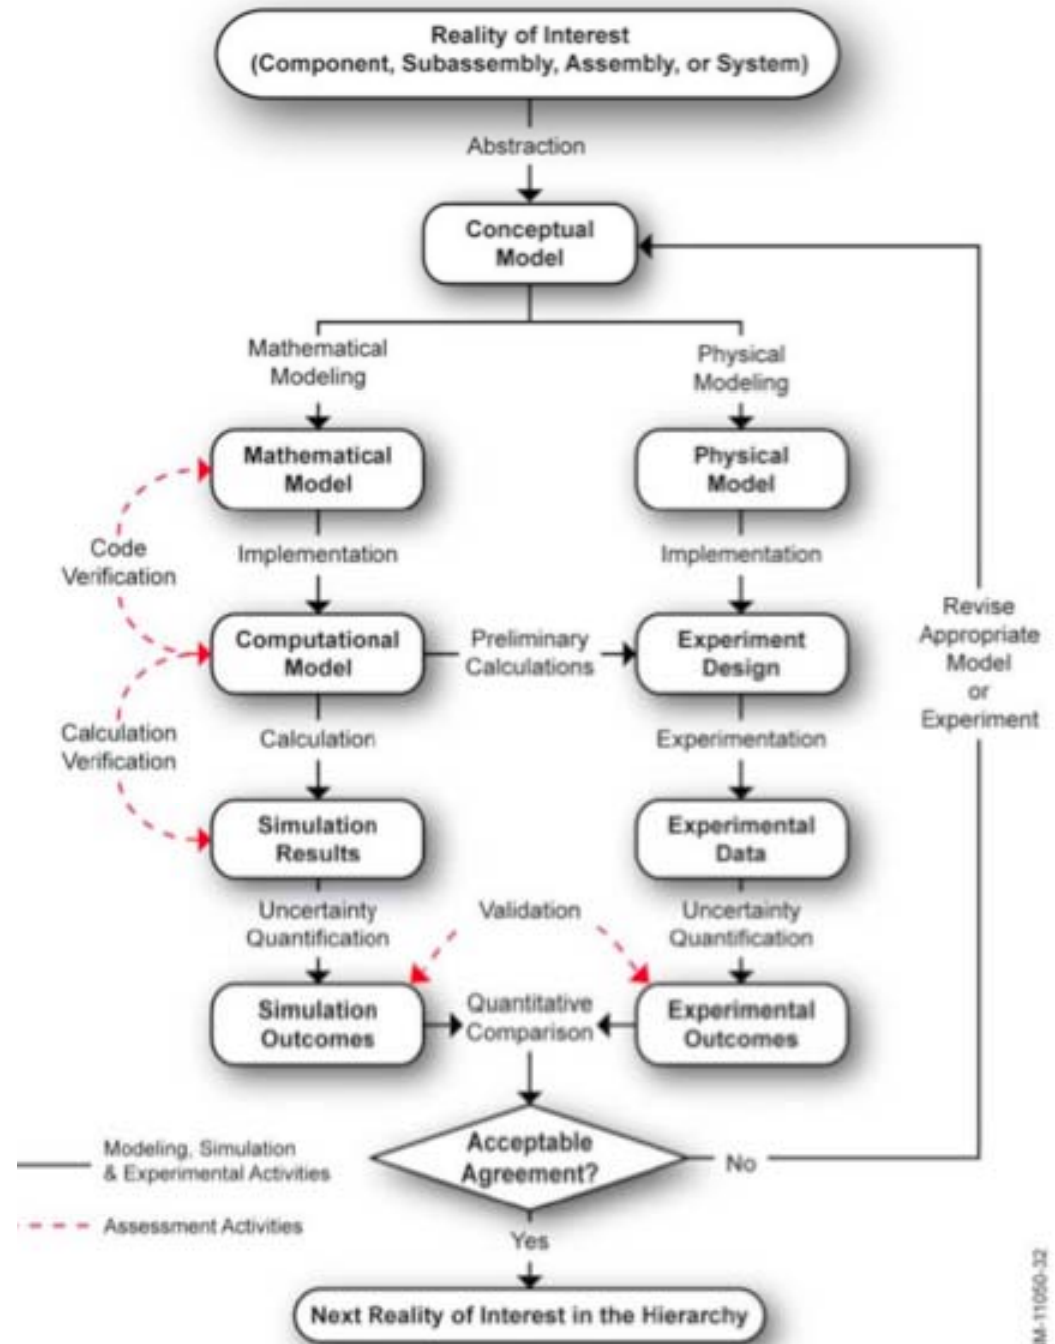 Reality of Interest
(Component, Subassembly, Assembly, or System)
Abstraction
Conceptual
Model
Mathematical
Modeling
Physical
Modeling
Mathematical
Model
Physical
Model
Code
Verification
Implementation
Implementation
Computational
Model
Preliminary
Calculations
Experiment
Design
Revise
Appropriate
Model
or
Experiment
Calculation
Verification
Calculation
Experimentation
Simulation
Results
Experimental
Data
Uncertainty
Quantification
Validation
Uncertainty
Quantification
Simulation
Outcomes
Quantitative
Comparison
Experimental
Outcomes
Modeling, Simulation
& Experimental Activities
Acceptable
Agreement?
No
Assessment Activities
Yes
Next Reality of Interest in the Hierarchy
M-11050-32